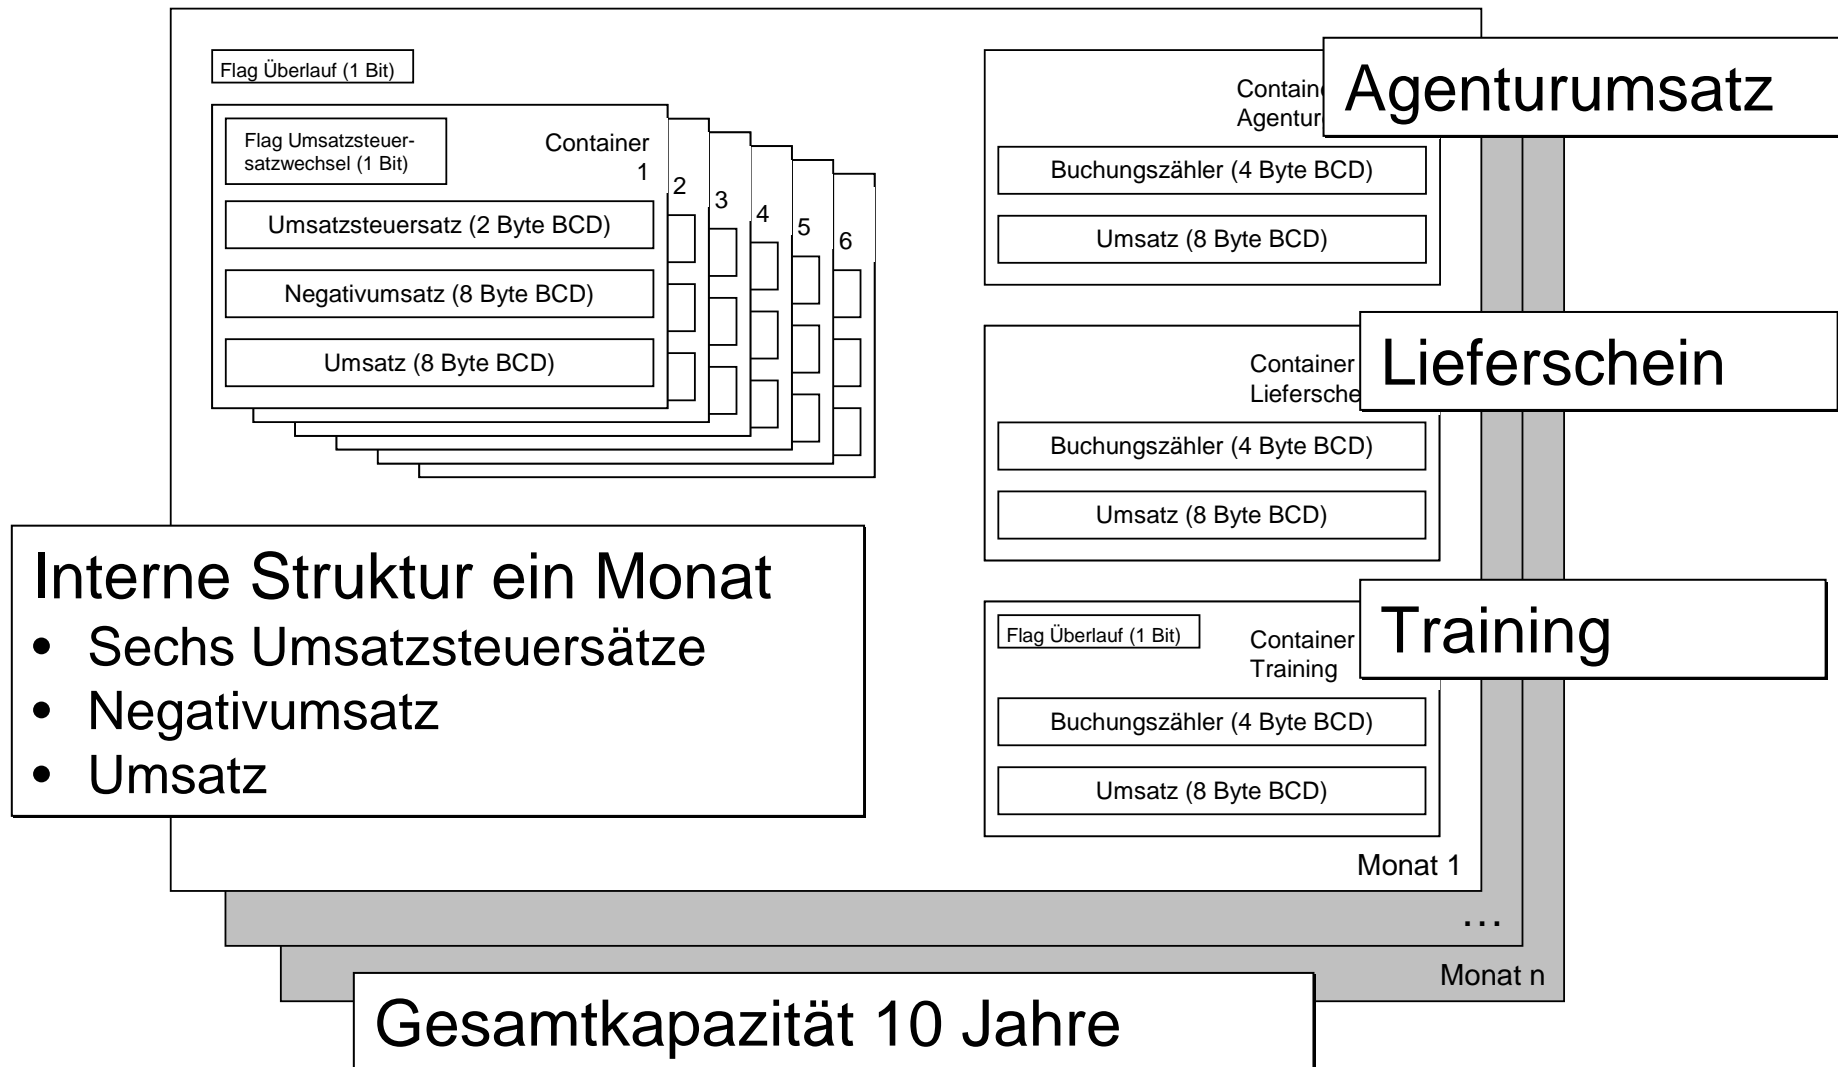 Flag Überlauf (1 Bit)
Flag Umsatzsteuer-
satzwechsel (1 Bit)
Container
1
2
3
4
5
6
Umsatzsteuersatz (2 Byte BCD)
Negativumsatz (8 Byte BCD)
Umsatz (8 Byte BCD)
Agenturumsatz
Buchungszähler (4 Byte BCD)
Umsatz (8 Byte BCD)
Container
Lieferschein
Buchungszähler (4 Byte BCD)
Umsatz (8 Byte BCD)
Interne Struktur ein Monat
• Sechs Umsatzsteuersätze
• Negativumsatz
• Umsatz
Flag Überlauf (1 Bit)
Container
Training
Training
Buchungszähler (4 Byte BCD)
Umsatz (8 Byte BCD)
Monat 1
...
Monat n
Gesamtkapazität 10 Jahre